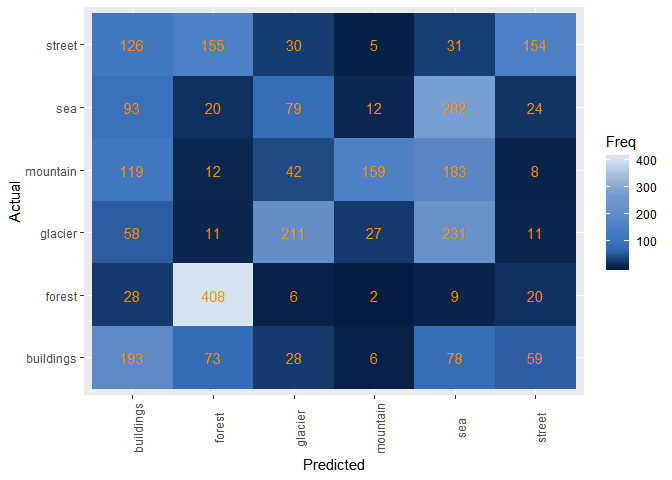 street 126 155 30 5 31 154
sea 93 20 79 12 282 24
mountain 119 12 42 159 183 8
glacier 58 11 211 27 231 11
forest 28 408 6 2 9 20
buildings 193 73 28 6 78 59
buildings forest glacier mountain sea street
Predicted
Actual
Freq
400
300
200
100